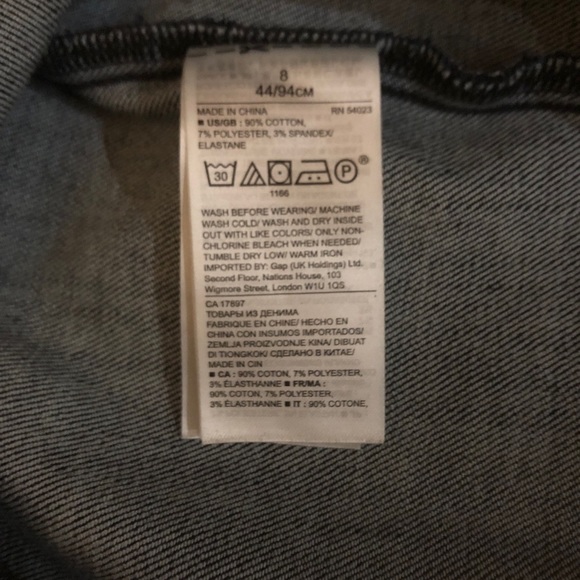 8
44/94CM
MADE IN CHINA RN 54023
■ US/GB : 90% COTTON,
7% POLYESTER, 3% SPANDEX/
ELASTANE
30 P®
1166
WASH BEFORE WEARING/ MACHINE
WASH COLD/ WASH AND DRY INSIDE
OUT WITH LIKE COLORS/ ONLY NON-
CHLORINE BLEACH WHEN NEEDED/
TUMBLE DRY LOW/ WARM IRON
IMPORTED BY: Gap (UK Holdings) Ltd.
Second Floor, Nations House, 103
Wigmore Street, London W1U 1QS
CA 17897
ТОВАРЫ ИЗ ДЕНИМА
FABRIQUE EN CHINE/ HECHO EN
CHINA CON INSUMOS IMPORTADOS/
ZEMLJA PROIZVODNJE KINA/ DIBUAT
DI TIONGKOK/ СДЕЛАНО В КИТАЕ/
MADE IN CIN
■ CA : 90% COTON, 7% POLYESTER,
3% ÉLASTHANNE ■ FR/MA :
90% COTON, 7% POLYESTER,
3% ÉLASTHANNE ■ IT : 90% COTONE,